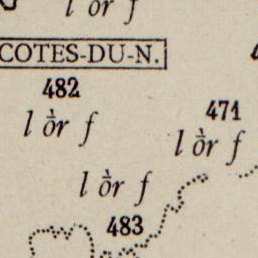 l òr f
COTES-DU-N.
482
l òr f
471
l òr f
l òr f
483